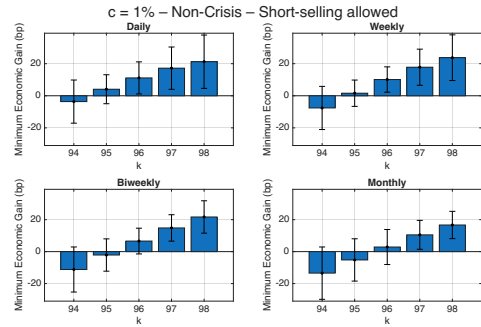 c = 1% – Non-Crisis – Short-selling allowed
Daily
Minimum Economic Gain (bp)
20
0
-20
94 95 96 97 98
k
Weekly
Minimum Economic Gain (bp)
20
0
-20
94 95 96 97 98
k
Biweekly
Minimum Economic Gain (bp)
20
0
-20
94 95 96 97 98
k
Monthly
Minimum Economic Gain (bp)
20
0
-20
94 95 96 97 98
k